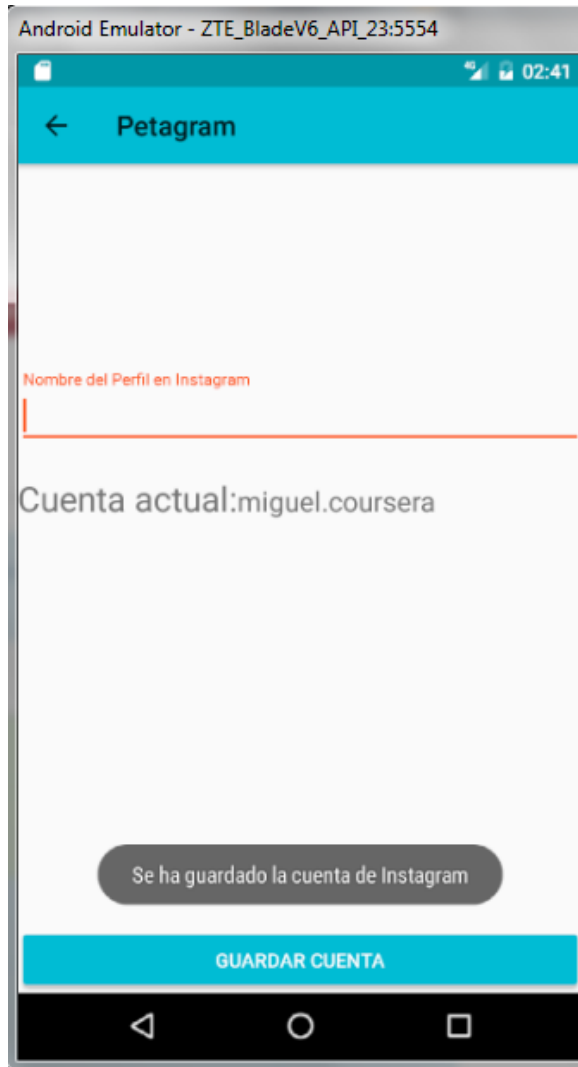 Android Emulator - ZTE_BladeV6_API_23:5554
4G 02:41
Petagram
Nombre del Perfil en Instagram
Cuenta actual:miguel.coursera
Se ha guardado la cuenta de Instagram
GUARDAR CUENTA